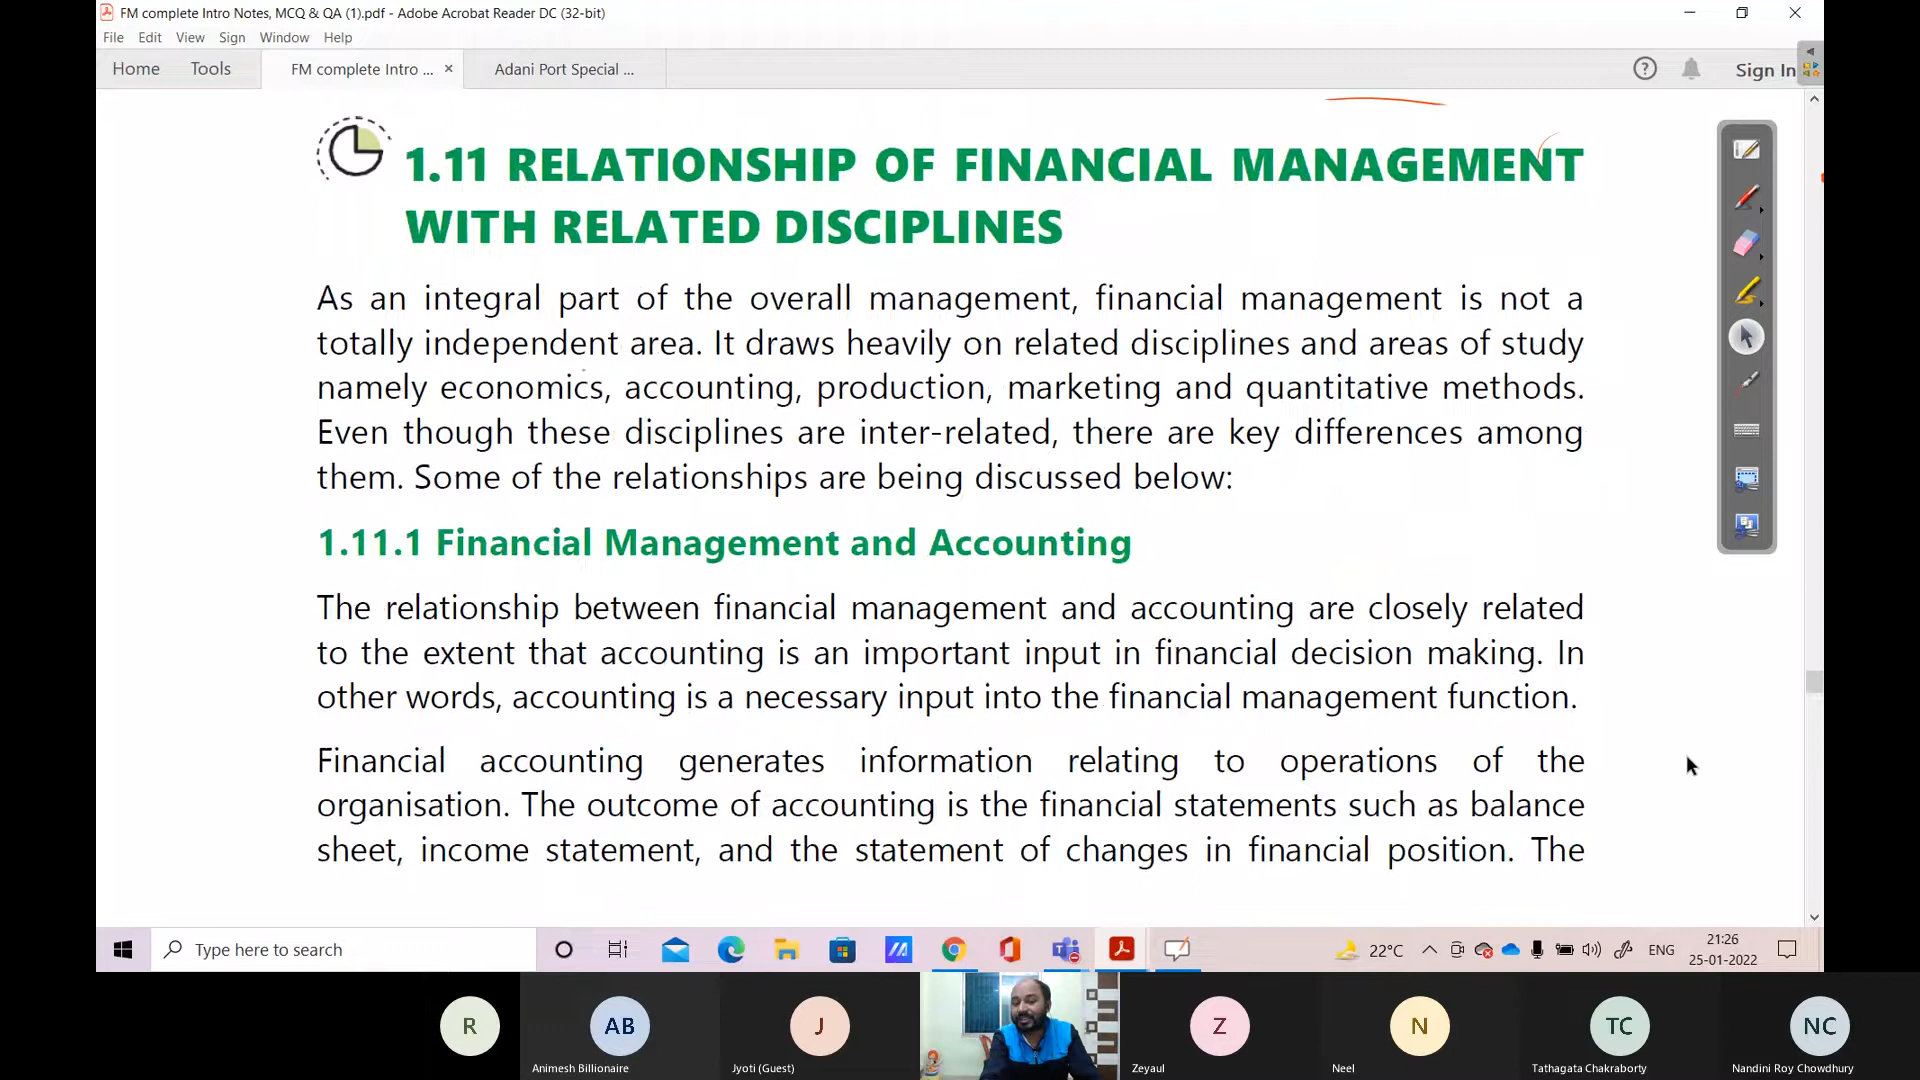 FM complete Intro Notes, MCQ & QA (1).pdf - Adobe Acrobat Reader DC (32-bit)
File Edit View Sign Window Help
Home Tools FM complete Intro ... × Adani Port Special ... Sign In
1.11 RELATIONSHIP OF FINANCIAL MANAGEMENT
WITH RELATED DISCIPLINES
As an integral part of the overall management, financial management is not a
totally independent area. It draws heavily on related disciplines and areas of study
namely economics, accounting, production, marketing and quantitative methods.
Even though these disciplines are inter-related, there are key differences among
them. Some of the relationships are being discussed below:
1.11.1 Financial Management and Accounting
The relationship between financial management and accounting are closely related
to the extent that accounting is an important input in financial decision making. In
other words, accounting is a necessary input into the financial management function.
Financial accounting generates information relating to operations of the
organisation. The outcome of accounting is the financial statements such as balance
sheet, income statement, and the statement of changes in financial position. The
Type here to search 22°C ENG 21:26
25-01-2022
R AB J Z N TC NC
Animesh Billionaire Jyoti (Guest) Zeyaul Neel Tathagata Chakraborty Nandini Roy Chowdhury